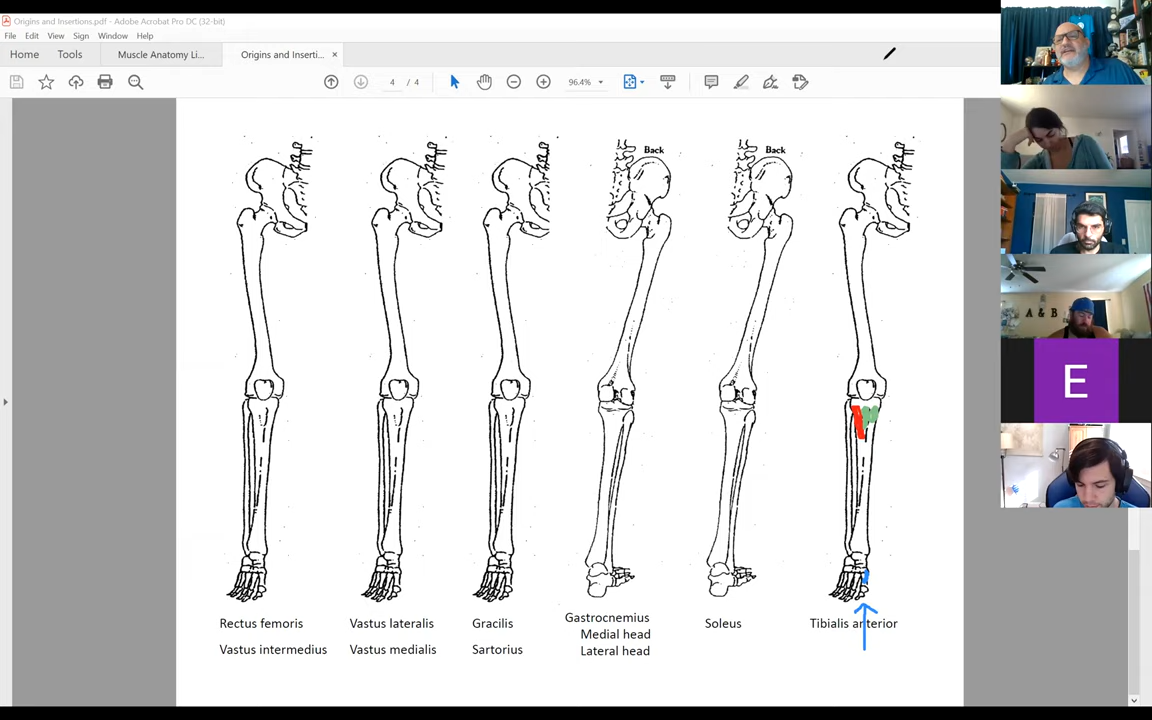 Origins and Insertions.pdf - Adobe Acrobat Pro DC (32-bit)
File Edit View Sign Window Help
Home Tools Muscle Anatomy Li... Origins and Inserti... ×
4 / 4 96.4%
Back Back
A & B
E
Rectus femoris
Vastus intermedius
Vastus lateralis
Vastus medialis
Gracilis
Sartorius
Gastrocnemius
Medial head
Lateral head
Soleus
Tibialis anterior